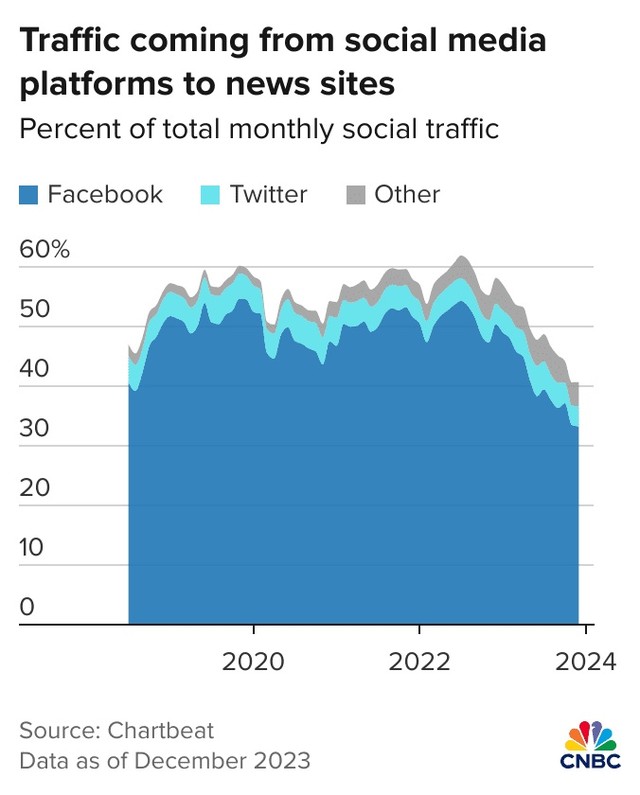 Traffic coming from social media
platforms to news sites
Percent of total monthly social traffic
Facebook Twitter Other
60%
50
40
30
20
10
0
2020 2022 2024
Source: Chartbeat
Data as of December 2023
CNBC